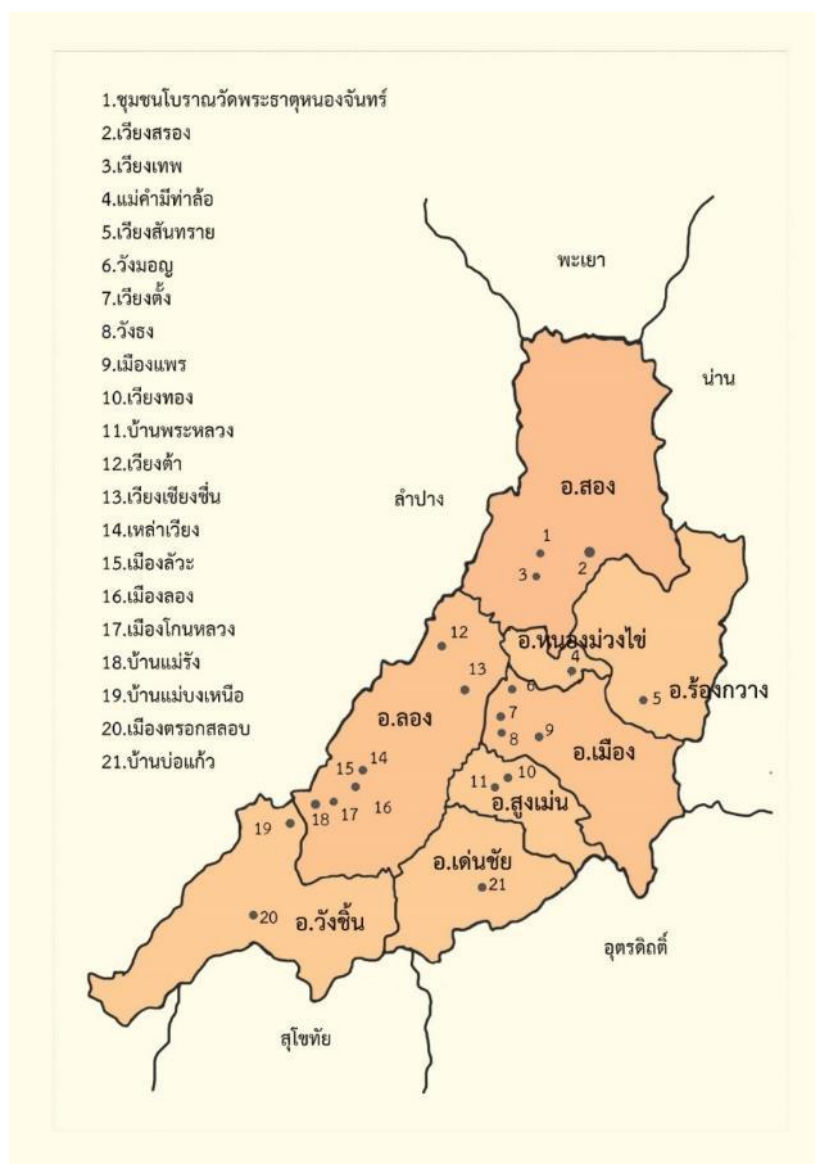 1.ชุมชนโบราณวัดพระธาตุหนองจันทร์
2.เวียงสรอง
3.เวียงเทพ
4.แม่คำมีท่าล้อ
5.เวียงสันทราย
6.วังมอญ
7.เวียงตั้ง
8.วังธง
9.เมืองแพร
10.เวียงทอง
11.บ้านพระหลวง
12.เวียงต้า
13.เวียงเชียงชื่น
14.เหล่าเวียง
15.เมืองลัวะ
16.เมืองลอง
17.เมืองโกนหลวง
18.บ้านแม่รัง
19.บ้านแม่บงเหนือ
20.เมืองตรอกสลอบ
21.บ้านบ่อแก้ว
พะเยา
น่าน
ลำปาง
อ.สอง
1
2
3
อ.หนองม่วงไข่
4
12
13
6
5
อ.ร้องกวาง
อ.ลอง
7
8
9
อ.เมือง
14
15
10
11
อ.สูงเม่น
16
17
18
19
อ.เด่นชัย
21
20
อ.วังชิ้น
อุตรดิถตี์
สุโขทัย